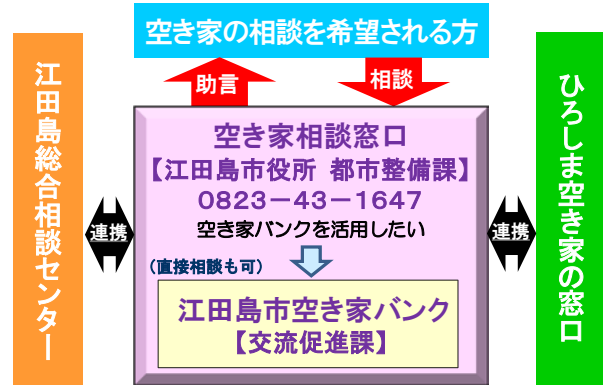 空き家の相談を希望される方
助言
相談
江田島総合相談センター
空き家相談窓口
【江田島市役所 都市整備課】
0823－43－1647
空き家バンクを活用したい
連携
連携
(直接相談も可)
江田島市空き家バンク
【交流促進課】
ひろしま空き家の窓口